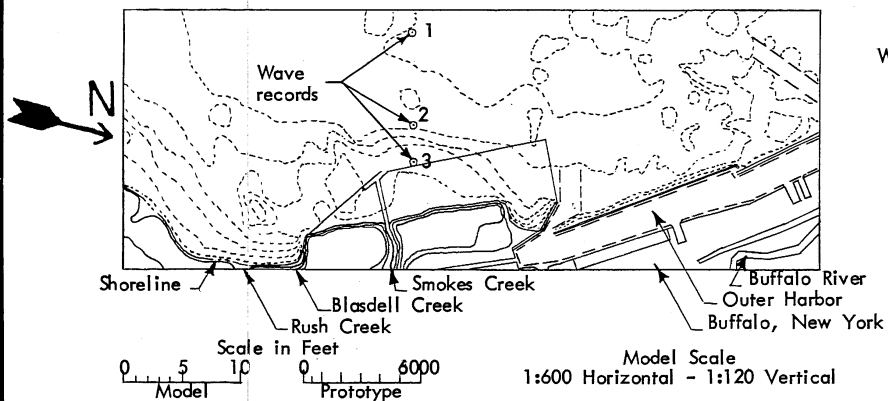 1
W
Wave
records
N
2
3
Shoreline
Smokes Creek
Buffalo River
Blasdell Creek
Outer Harbor
Rush Creek
Buffalo, New York
Scale in Feet
0 5 10 0 6000
Model Prototype
Model Scale
1:600 Horizontal - 1:120 Vertical